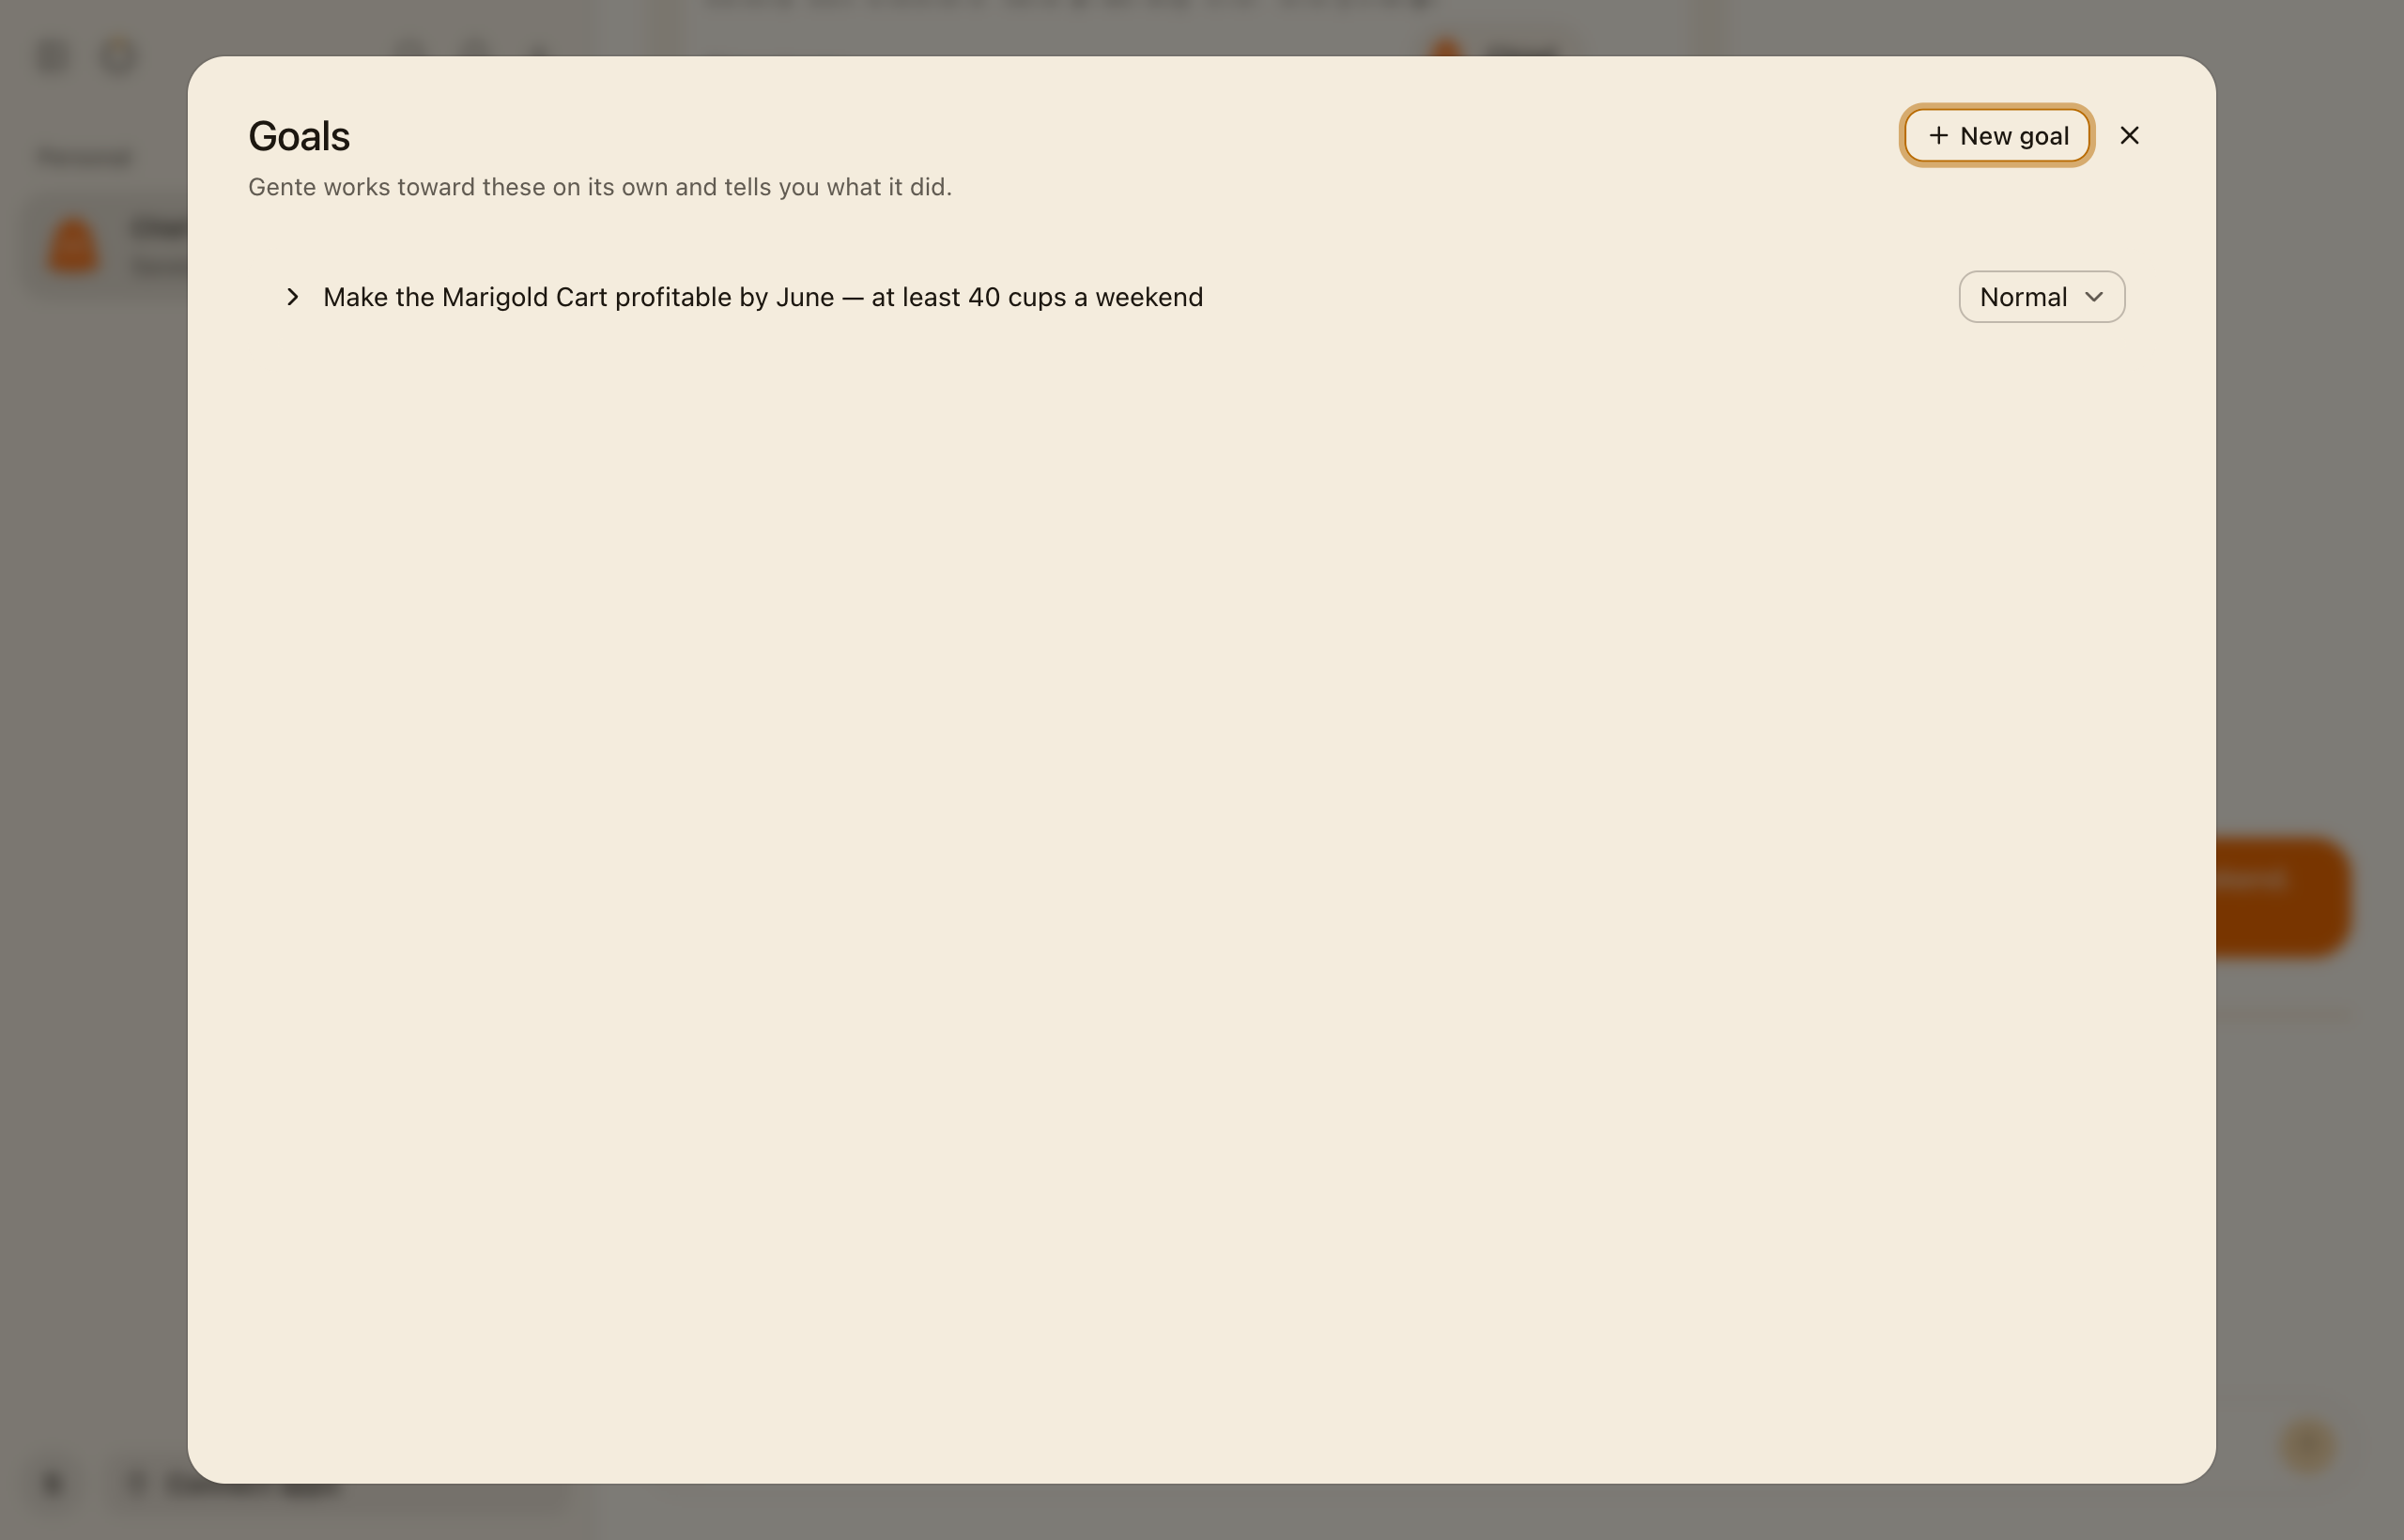 Goals
+ New goal
Gente works toward these on its own and tells you what it did.
Make the Marigold Cart profitable by June — at least 40 cups a weekend
Normal